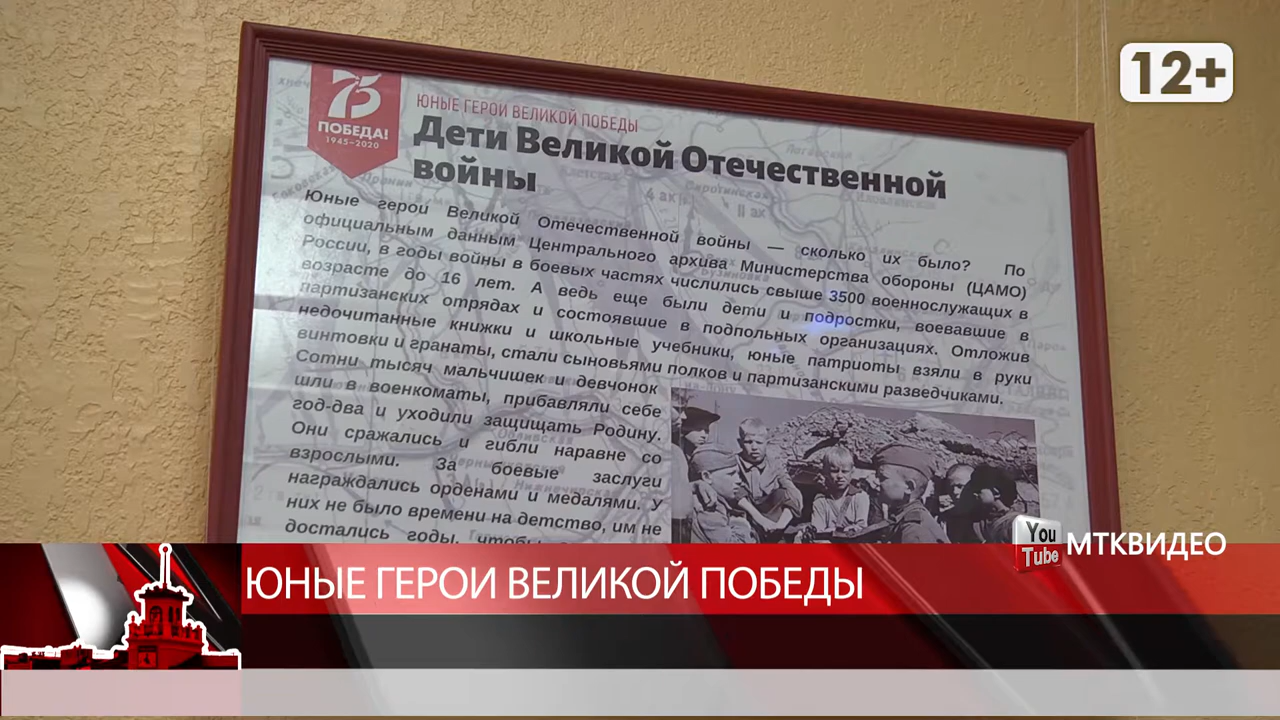 12+
75
ПОБЕДА!
1945–2020
ЮНЫЕ ГЕРОИ ВЕЛИКОЙ ПОБЕДЫ
Дети Великой Отечественной
войны
Юные герои Великой Отечественной войны — сколько их было? По
официальным данным Центрального архива Министерства обороны (ЦАМО)
России, в годы войны в боевых частях числились свыше 3500 военнослужащих в
возрасте до 16 лет. А ведь еще были дети и подростки, воевавшие в
партизанских отрядах и состоявшие в подпольных организациях. Отложив
недочитанные книжки и школьные учебники, юные патриоты взяли в руки
винтовки и гранаты, стали сыновьями полков и партизанскими разведчиками.
Сотни тысяч мальчишек и девчонок
шли в военкоматы, прибавляли себе
год-два и уходили защищать Родину.
Они сражались и гибли наравне со
взрослыми. За боевые заслуги
награждались орденами и медалями. У
них не было времени на детство, им не
достались годы, чтобы
You
Tube
МТКВИДЕО
ЮНЫЕ ГЕРОИ ВЕЛИКОЙ ПОБЕДЫ